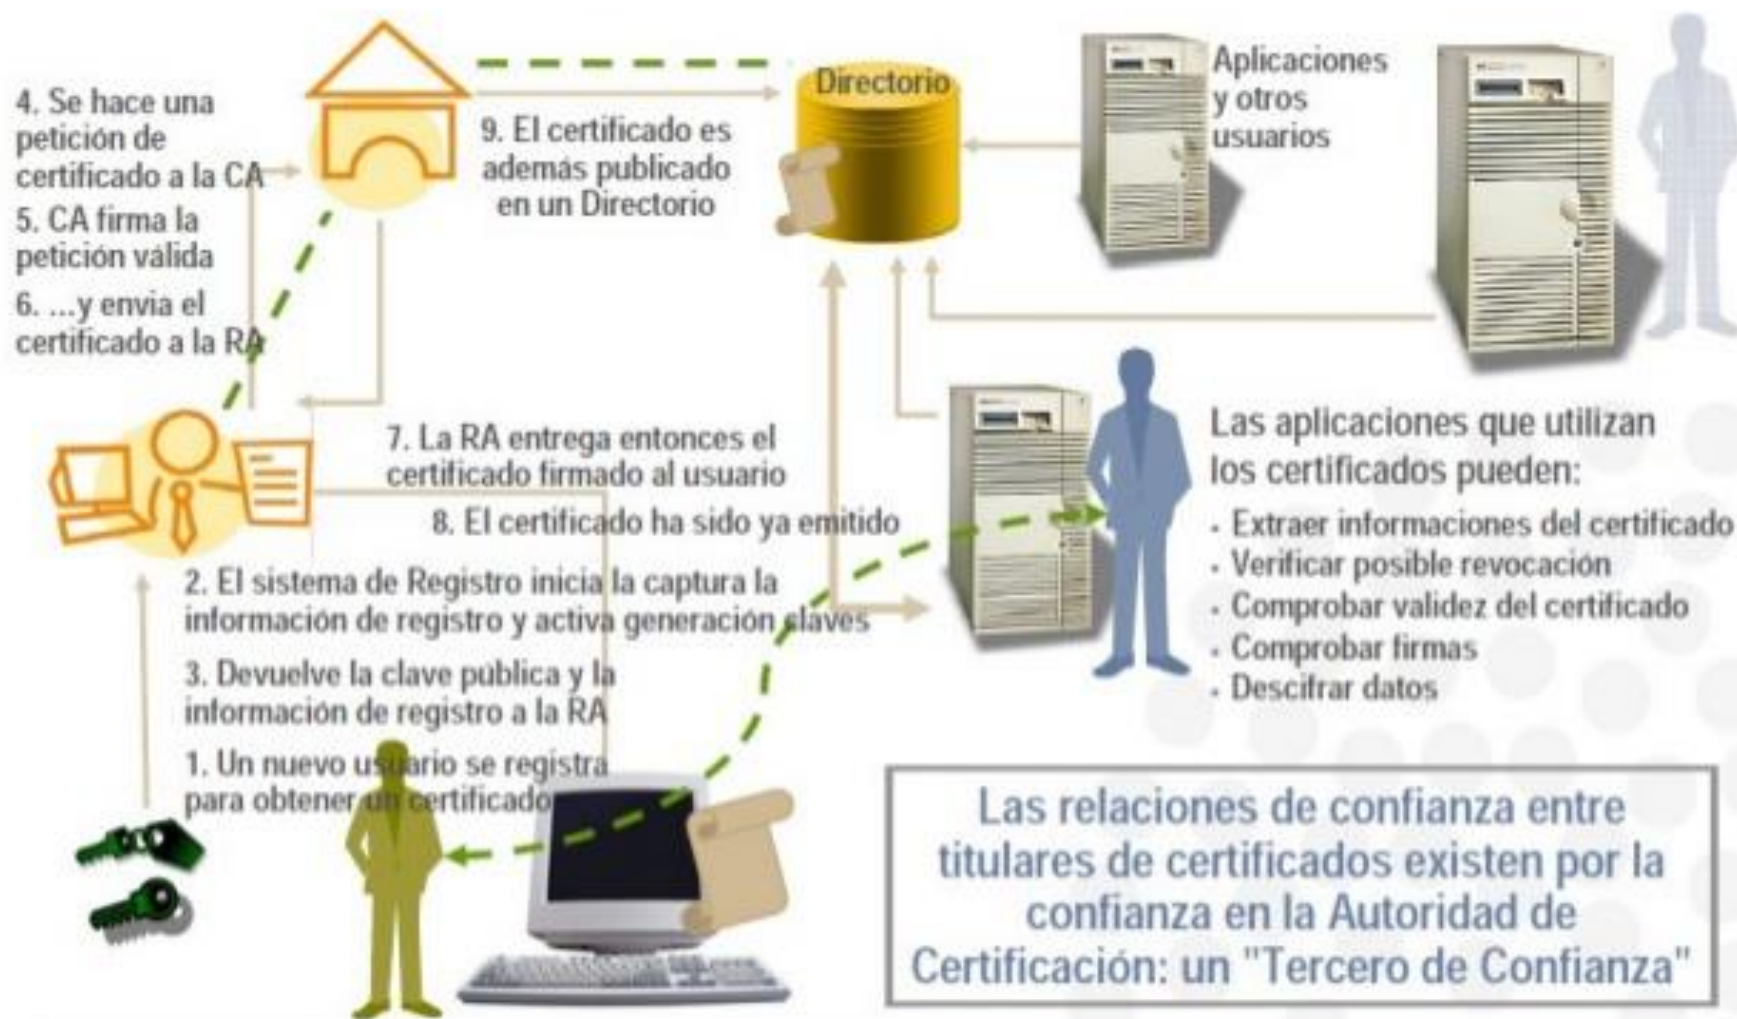 4. Se hace una
petición de
certificado a la CA
5. CA firma la
petición válida
6. ...y envia el
certificado a la RA
9. El certificado es
además publicado
en un Directorio
Directorio
Aplicaciones
y otros
usuarios
7. La RA entrega entonces el
certificado firmado al usuario
8. El certificado ha sido ya emitido
2. El sistema de Registro inicia la captura la
información de registro y activa generación claves
3. Devuelve la clave pública y la
información de registro a la RA
1. Un nuevo usuario se registra
para obtener un certificado
Las aplicaciones que utilizan
los certificados pueden:
• Extraer informaciones del certificado
• Verificar posible revocación
• Comprobar validez del certificado
• Comprobar firmas
• Descifrar datos
Las relaciones de confianza entre
titulares de certificados existen por la
confianza en la Autoridad de
Certificación: un "Tercero de Confianza"